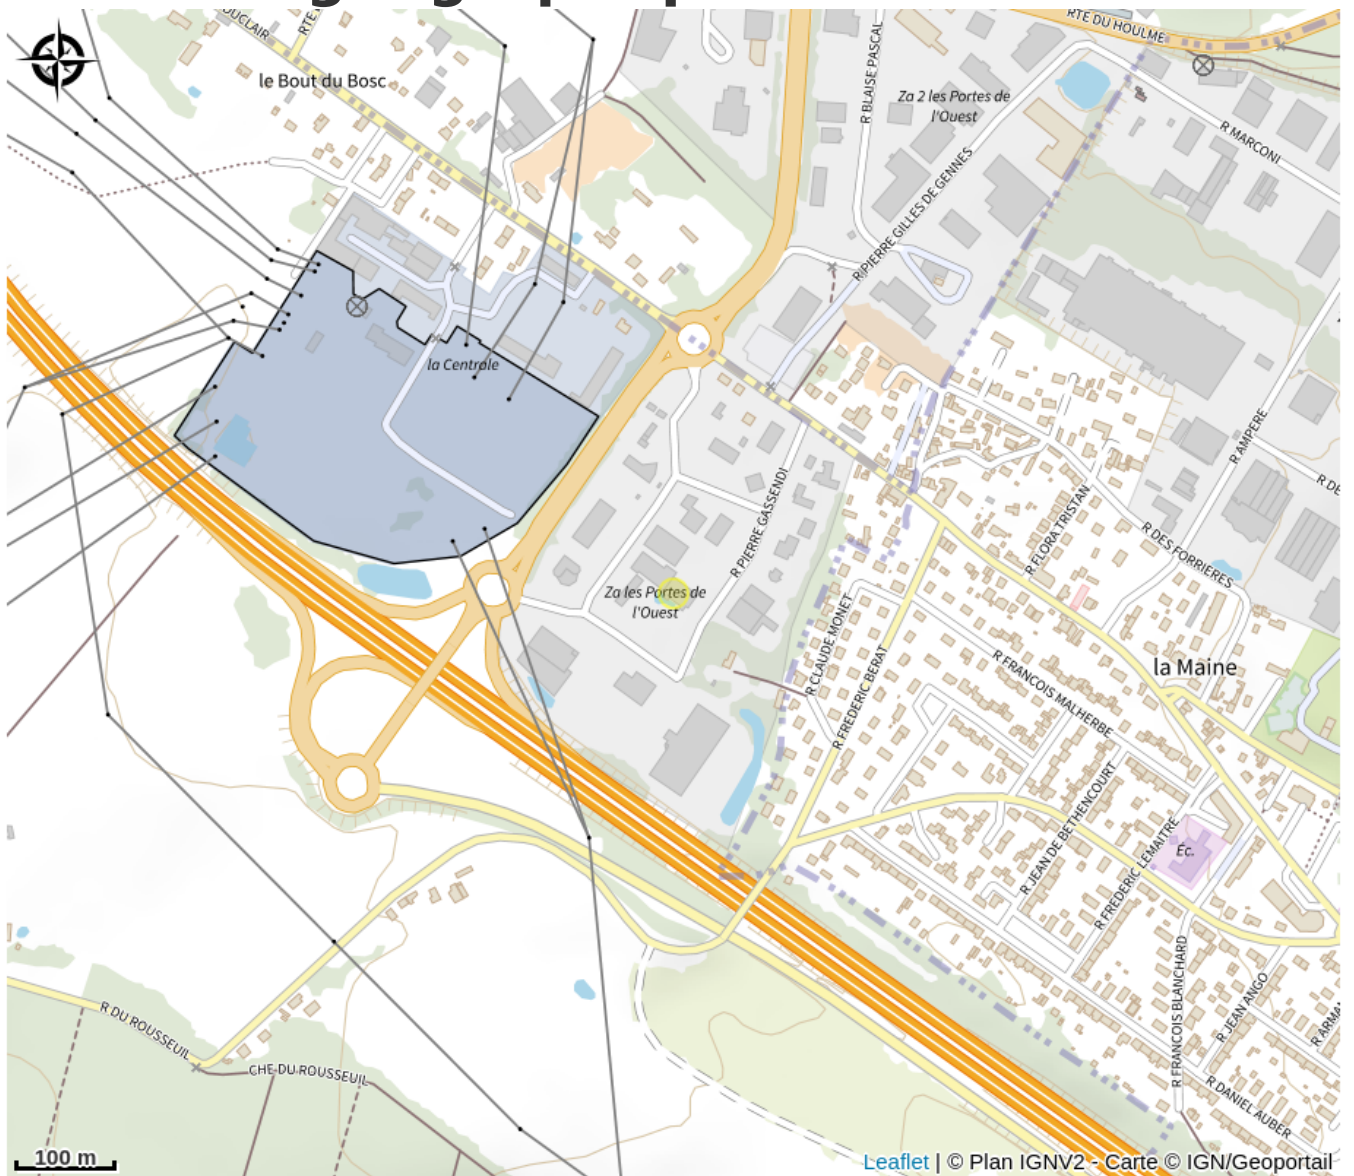 RTE DU HOULME
le Bout du Bosc
R BLAISE PASCAL
Za 2 les Portes de
l'Ouest
R MARCONI
R PIERRE GILLES DE GENNES
la Centrale
R AMPERE
R PIERRE GASSENDI
R FLORA TRISTAN
R DES FORRIERES
Za les Portes de
l'Ouest
R CLAUDE MONET
R FREDERIC BERAT
R FRANCOIS MALHERBE
la Maine
R JEAN DE BETHENCOURT
R FREDERIC LEMAITRE
Éc.
R FRANCOIS BLANCHARD
R JEAN ANGO
R DU ROUSSEUIL
CHE DU ROUSSEUIL
R DANIEL AUBER
100 m
Leaflet | © Plan IGNV2 - Carte © IGN/Geoportail